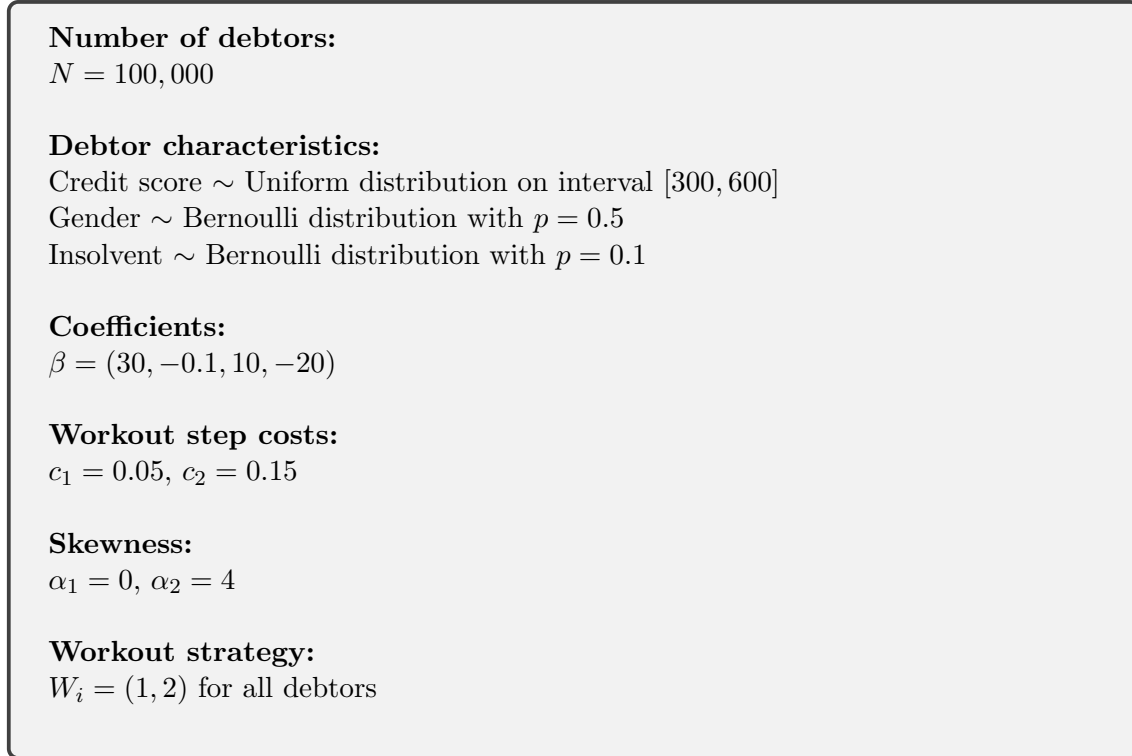 Number of debtors:
N = 100,000
Debtor characteristics:
Credit score ∼ Uniform distribution on interval [300, 600]
Gender ∼ Bernoulli distribution with p = 0.5
Insolvent ∼ Bernoulli distribution with p = 0.1
Coefficients:
β = (30, −0.1, 10, −20)
Workout step costs:
c₁ = 0.05, c₂ = 0.15
Skewness:
α₁ = 0, α₂ = 4
Workout strategy:
Wᵢ = (1, 2) for all debtors